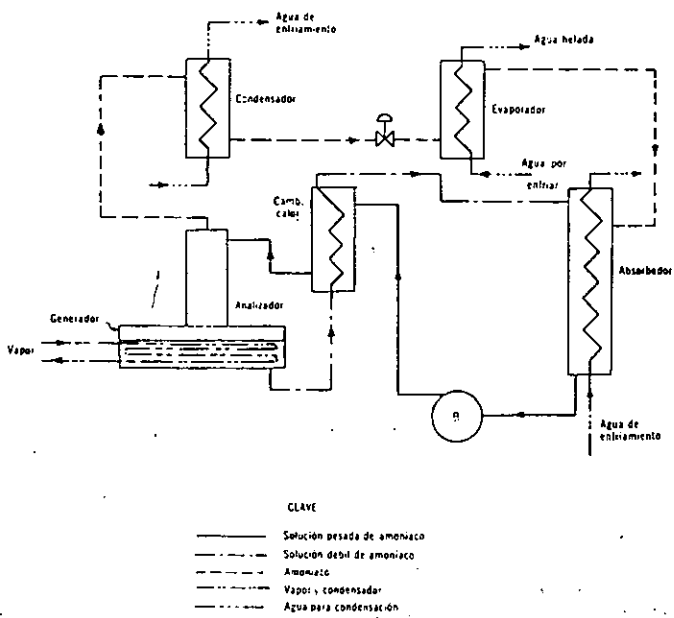 Agua de
enfriamiento
Agua helada
Condensador
Evaporador
Agua por
enfriar
Camb.
calor
Absorbedor
Analizador
Generador
Vapor
B
Agua de
enfriamiento
CLAVE
Solución pesada de amoniaco
Solución debil de amoniaco
Amoniaco
Vapor y condensadar
Agua para condensación